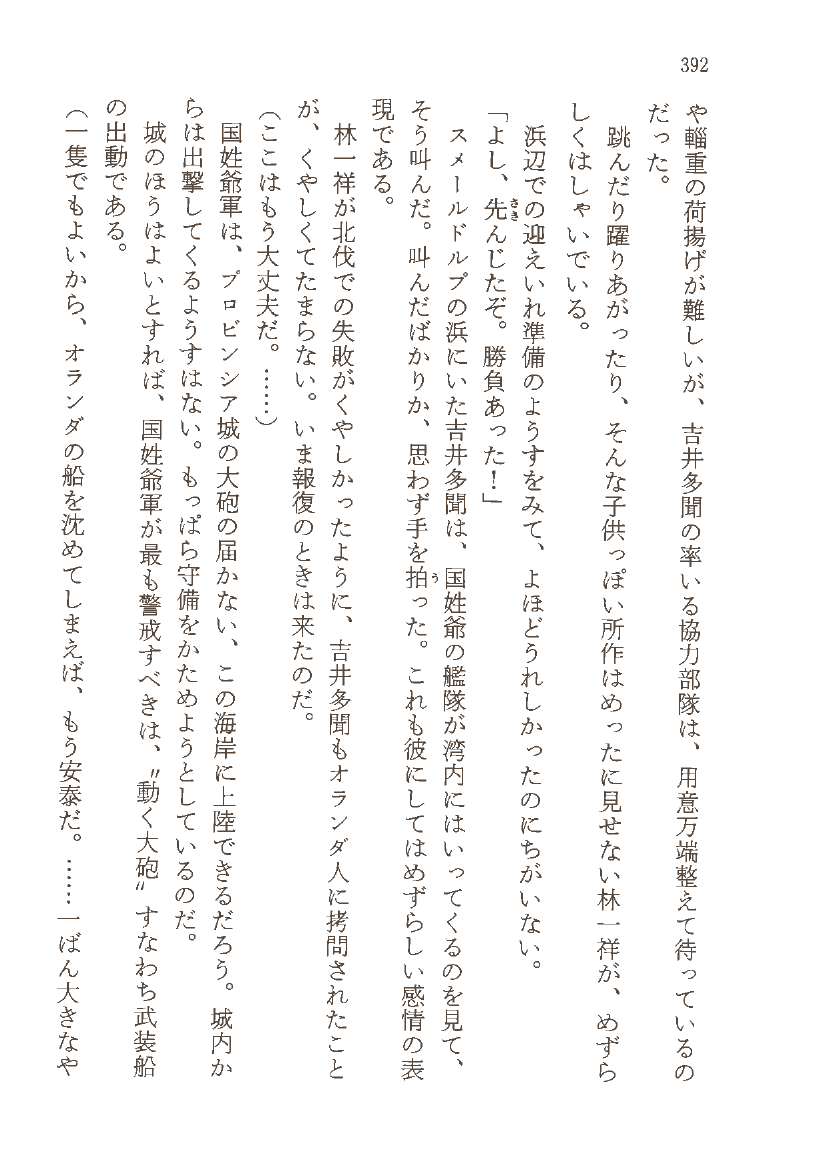 392
や輜重の荷揚げが難しいが、吉井多聞の率いる協力部隊は、用意万端整えて待っているの
だった。
跳んだり躍りあがったり、そんな子供っぽい所作はめったに見せない林一祥が、めずら
しくはしゃいでいる。
浜辺での迎えいれ準備のようすをみて、よほどうれしかったのにちがいない。
「よし、先んじたぞ。勝負あった！」
スメールドルプの浜にいた吉井多聞は、国姓爺の艦隊が湾内にはいってくるのを見て、
そう叫んだ。叫んだばかりか、思わず手を拍った。これも彼にしてはめずらしい感情の表
現である。
林一祥が北伐での失敗がくやしかったように、吉井多聞もオランダ人に拷問されたこと
が、くやしくてたまらない。いま報復のときは来たのだ。
（ここはもう大丈夫だ。……）
国姓爺軍は、プロビンシア城の大砲の届かない、この海岸に上陸できるだろう。城内か
らは出撃してくるようすはない。もっぱら守備をかためようとしているのだ。
城のほうはよいとすれば、国姓爺軍が最も警戒すべきは、〝動く大砲〟すなわち武装船
の出動である。
（一隻でもよいから、オランダの船を沈めてしまえば、もう安泰だ。……一ばん大きなや